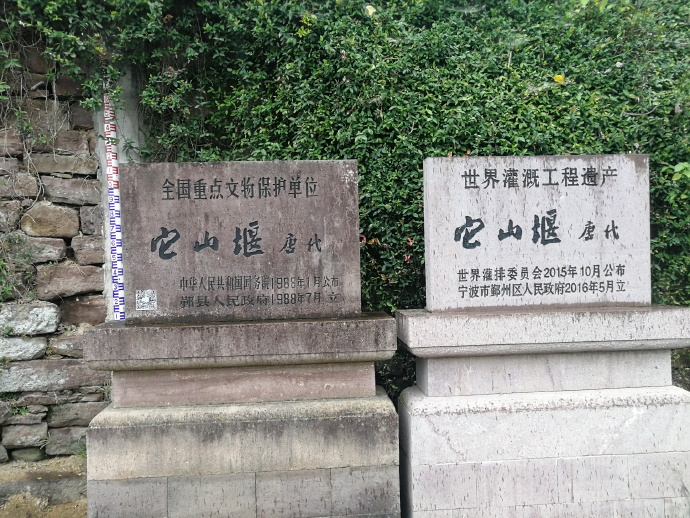 全国重点文物保护单位
它山堰 唐代
中华人民共和国国务院1988年1月公布
鄞县人民政府1988年7月立
世界灌溉工程遗产
它山堰 唐代
世界灌排委员会2015年10月公布
宁波市鄞州区人民政府2016年5月立